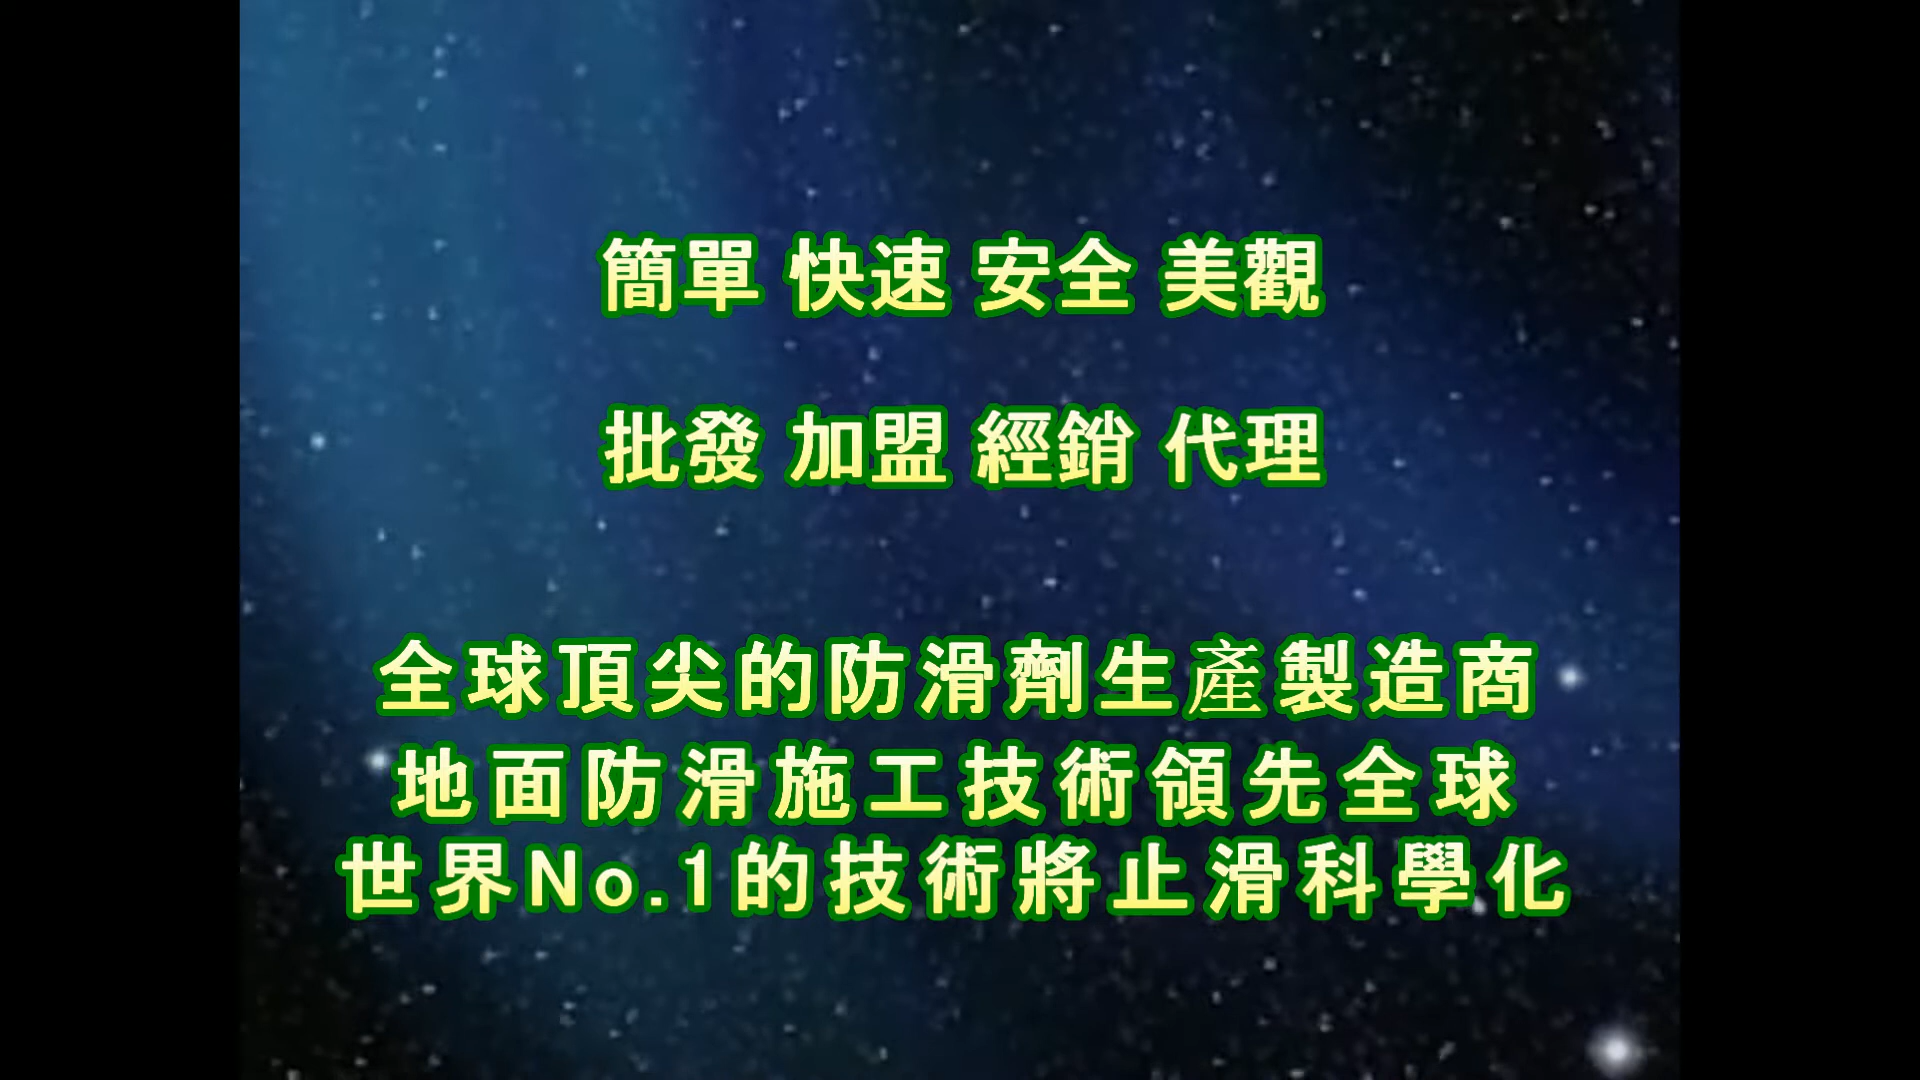 簡單 快速 安全 美觀
批發 加盟 經銷 代理
全球頂尖的防滑劑生產製造商
地面防滑施工技術領先全球
世界No.1的技術將止滑科學化